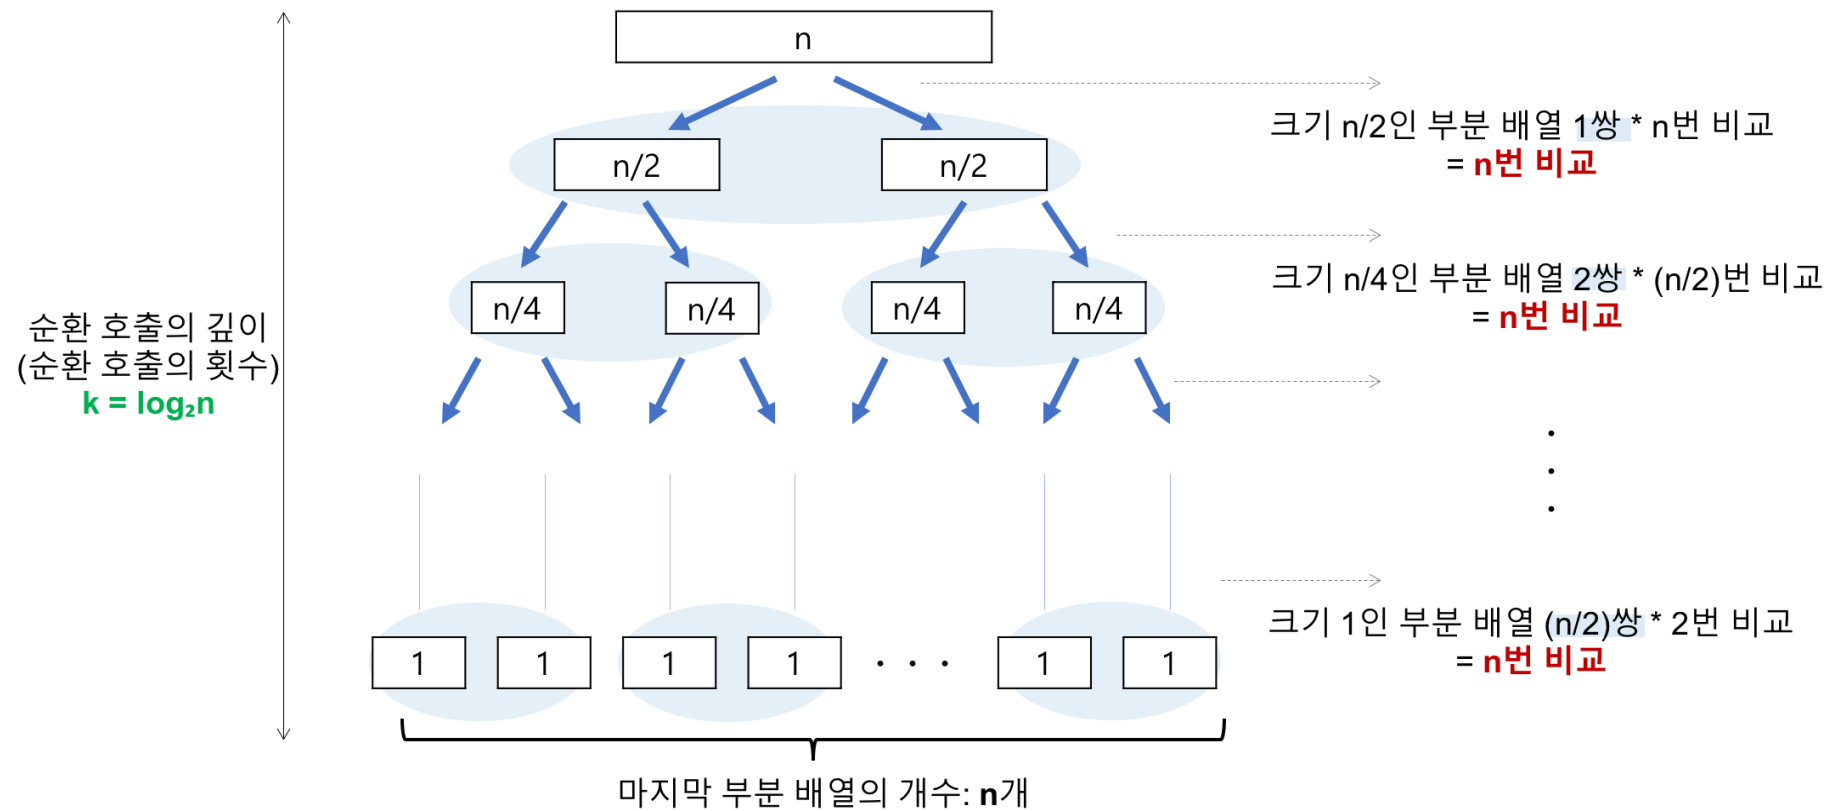 n
크기 n/2인 부분 배열 1쌍 * n번 비교
= n번 비교
n/2 n/2
크기 n/4인 부분 배열 2쌍 * (n/2)번 비교
= n번 비교
n/4 n/4 n/4 n/4
순환 호출의 깊이
(순환 호출의 횟수)
k = log₂n
크기 1인 부분 배열 (n/2)쌍 * 2번 비교
= n번 비교
1 1 1 1 · · · 1 1
마지막 부분 배열의 개수: n개